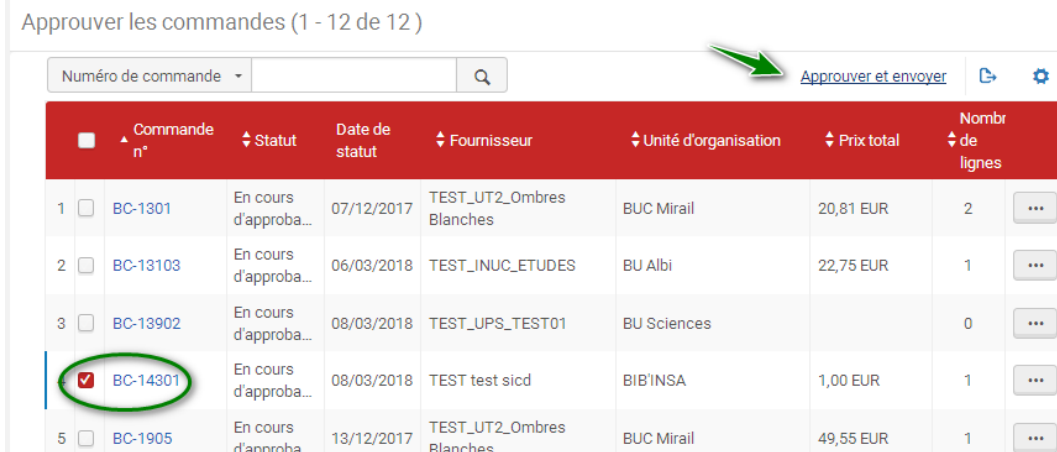 Approuver les commandes (1 - 12 de 12 )
Numéro de commande
Approuver et envoyer
Commande n°
Statut
Date de statut
Fournisseur
Unité d'organisation
Prix total
Nombr de lignes
1 BC-1301 En cours d'approba... 07/12/2017 TEST_UT2_Ombres Blanches BUC Mirail 20,81 EUR 2 ...
2 BC-13103 En cours d'approba... 06/03/2018 TEST_INUC_ETUDES BU Albi 22,75 EUR 1 ...
3 BC-13902 En cours d'approba... 08/03/2018 TEST_UPS_TEST01 BU Sciences 0 ...
4 BC-14301 En cours d'approba... 08/03/2018 TEST test sicd BIB'INSA 1,00 EUR 1 ...
5 BC-1905 En cours d'approba... 13/12/2017 TEST_UT2_Ombres Blanches BUC Mirail 49,55 EUR 1 ...